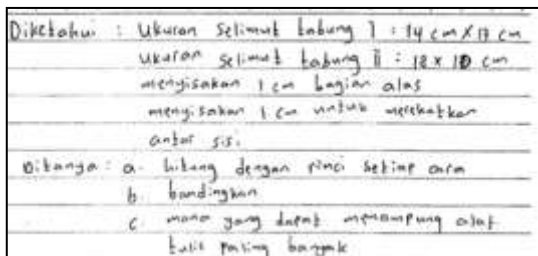 Diketahui : Ukuran Selimut tabung I : 14 cm X 17 cm
Ukuran Selimut tabung ii : 18 x 10 cm
menyisakan 1 cm bagian alas
menyisakan 1 cm untuk merekatkan
antar sisi
Ditanya : a. hitung dengan rinci setiap cara
b. bandingkan
c. mana yang dapat menampung alat
tulis paling banyak